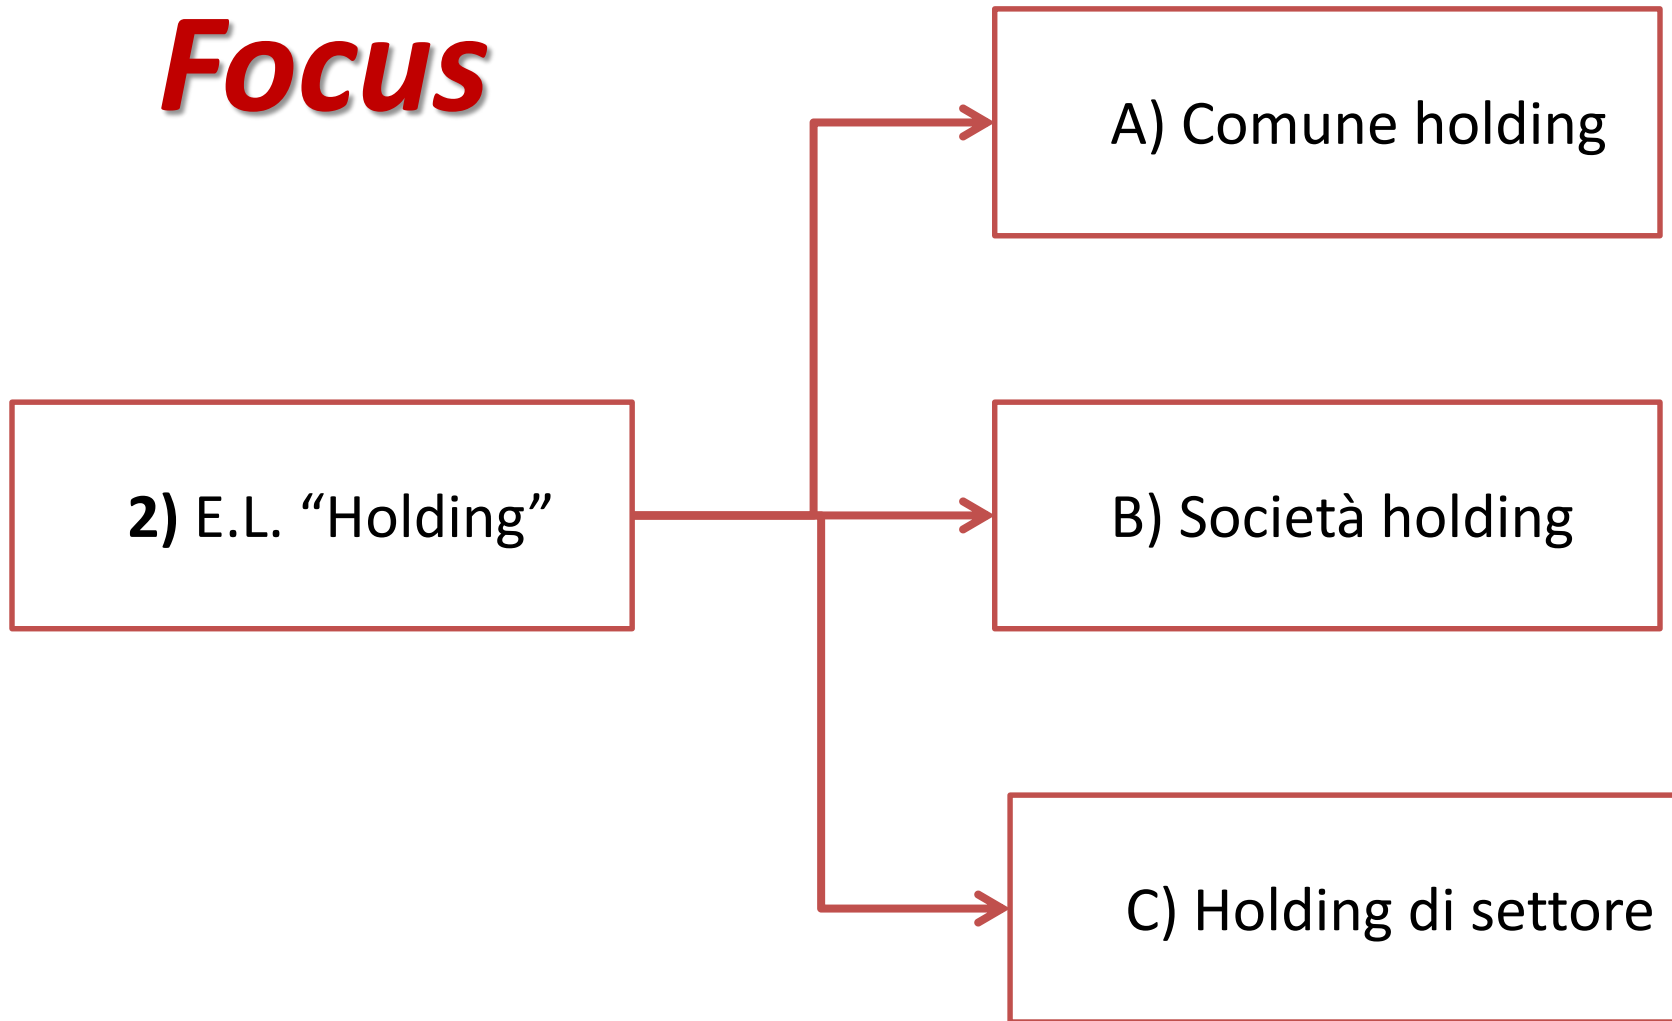 Focus
A) Comune holding
2) E.L. “Holding”
B) Società holding
C) Holding di settore